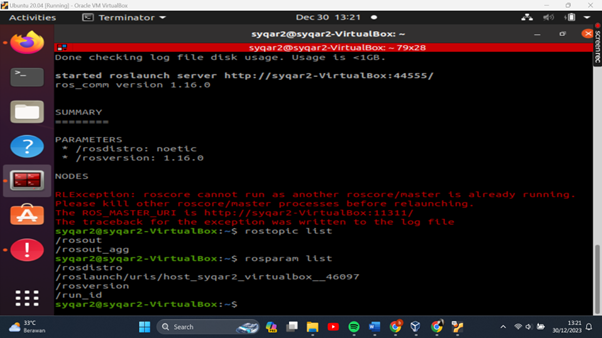 Ubuntu 20.04 [Running] - Oracle VM VirtualBox
Activities
Terminator
Dec 30 13:21
syqar2@syqar2-VirtualBox: ~
syqar2@syqar2-VirtualBox: ~ 79x28
Done checking log file disk usage. Usage is <1GB.
started roslaunch server http://syqar2-VirtualBox:44555/
ros_comm version 1.16.0
SUMMARY
========
PARAMETERS
* /rosdistro: noetic
* /rosversion: 1.16.0
NODES
RLException: roscore cannot run as another roscore/master is already running.
Please kill other roscore/master processes before relaunching.
The ROS_MASTER_URI is http://syqar2-VirtualBox:11311/
The traceback for the exception was written to the log file
syqar2@syqar2-VirtualBox:~$ rostopic list
/rosout
/rosout_agg
syqar2@syqar2-VirtualBox:~$ rosparam list
/rosdistro
/roslaunch/uris/host_syqar2_virtualbox__46097
/rosversion
/run_id
syqar2@syqar2-VirtualBox:~$
screenrec
33°C
Berawan
Search
13:21
30/12/2023